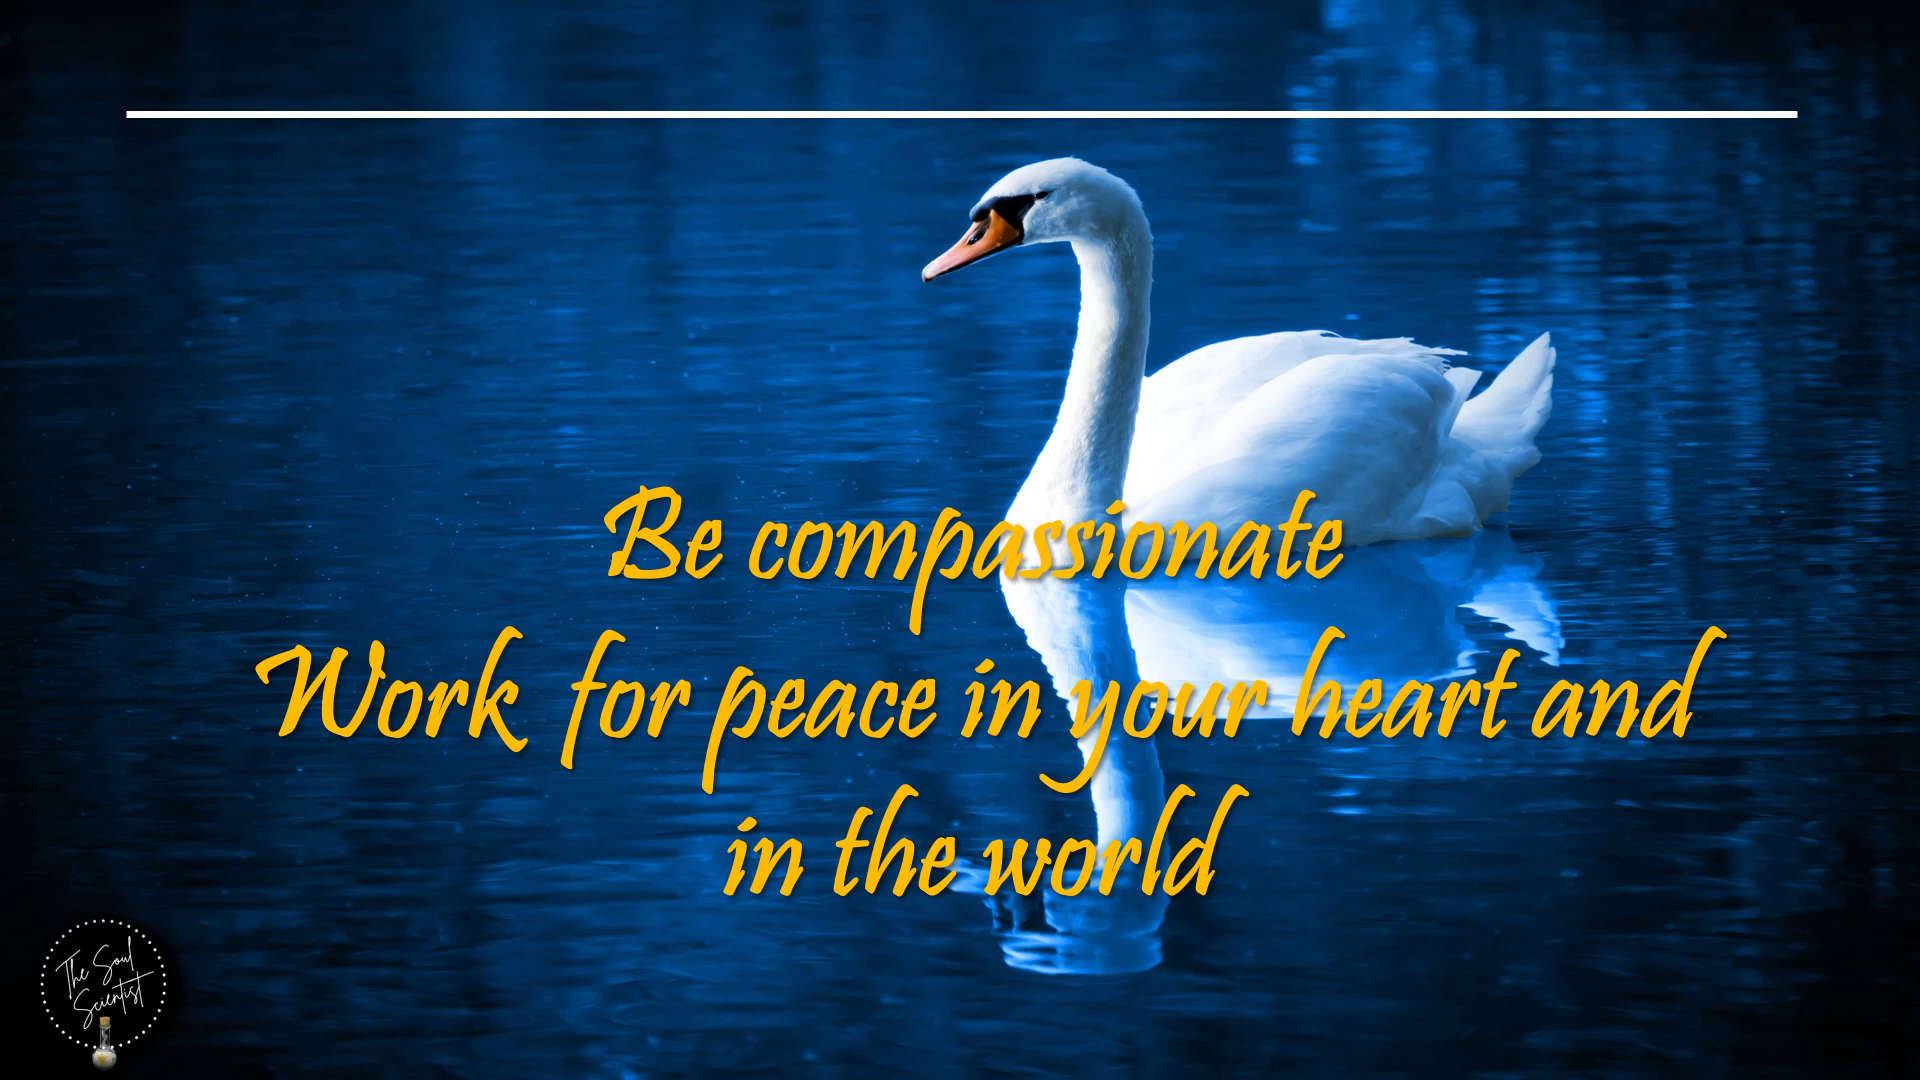 Be compassionate
Work for peace in your heart and
in the world
The Soul
Scientist